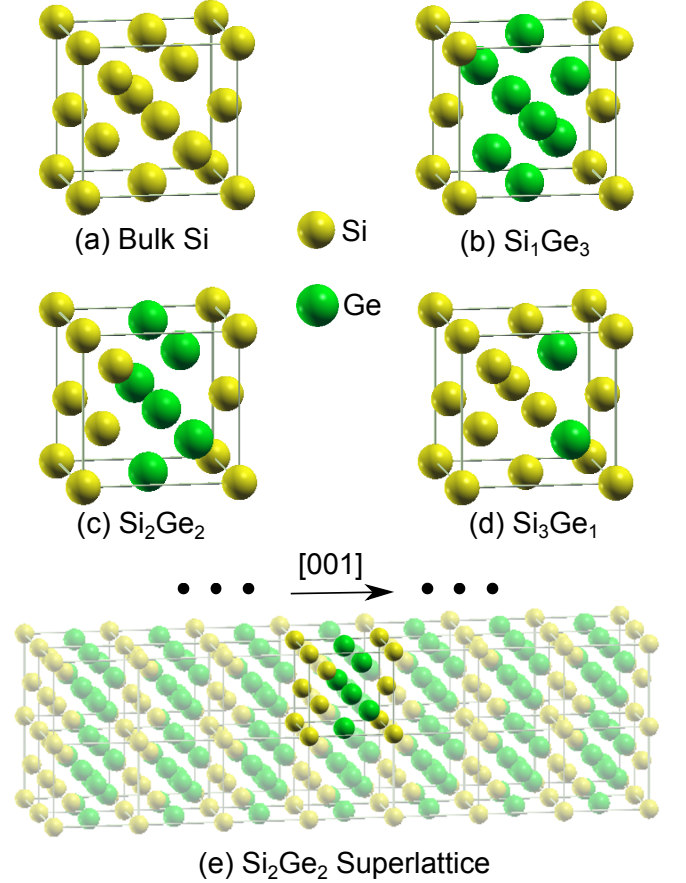 (a) Bulk Si
(b) Si₁Ge₃
Si
Ge
(c) Si₂Ge₂
(d) Si₃Ge₁
• • • [001] • • •
(e) Si₂Ge₂ Superlattice